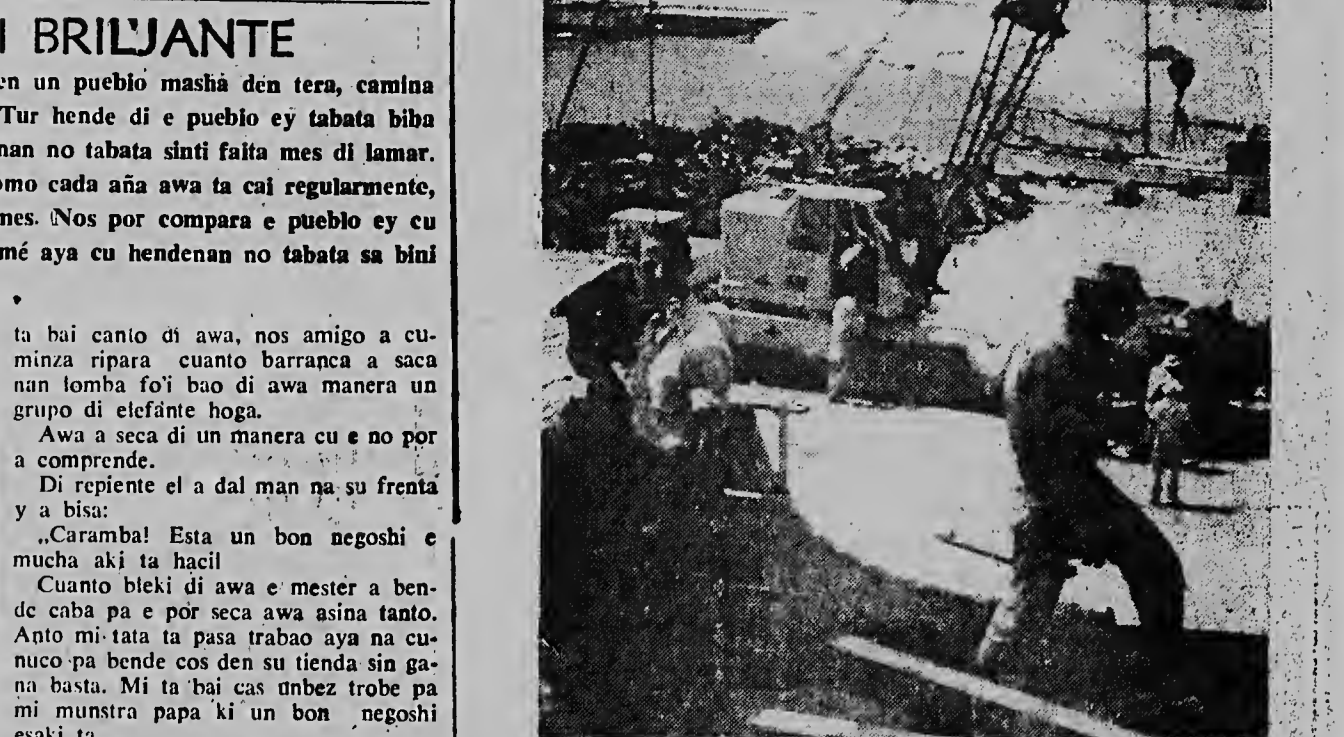 BRILJANTE
un pueblo mashá den tera, camina
Tur hende di e pueblo ey tabata biba
nan no tabata sinti falta mes di lamar.
omo cada aña awa ta cai regularmente,
mes. Nos por compara e pueblo ey cu
mé aya cu hendenan no tabata sa bini
ta bai canto di awa, nos amigo a cu-
minza ripara cuanto barranca a saca
nan lomba fo'i bao di awa manera un
grupo di elefánte hoga.
Awa a seca di un manera cu e no por
a comprende.
Di repiente el a dal man na su frenta
y a bisa:
„Caramba! Esta un bon negoshi e
mucha aki ta haci!
Cuanto bleki di awa e mester a ben-
de caba pa e por seca awa asina tanto.
Anto mi tata ta pasa trabao aya na cu-
nuco pa bende cos den su tienda sin ga-
na basta. Mi ta bai cas unbez trobe pa
mi munstra papa ki un bon negoshi
esaki ta